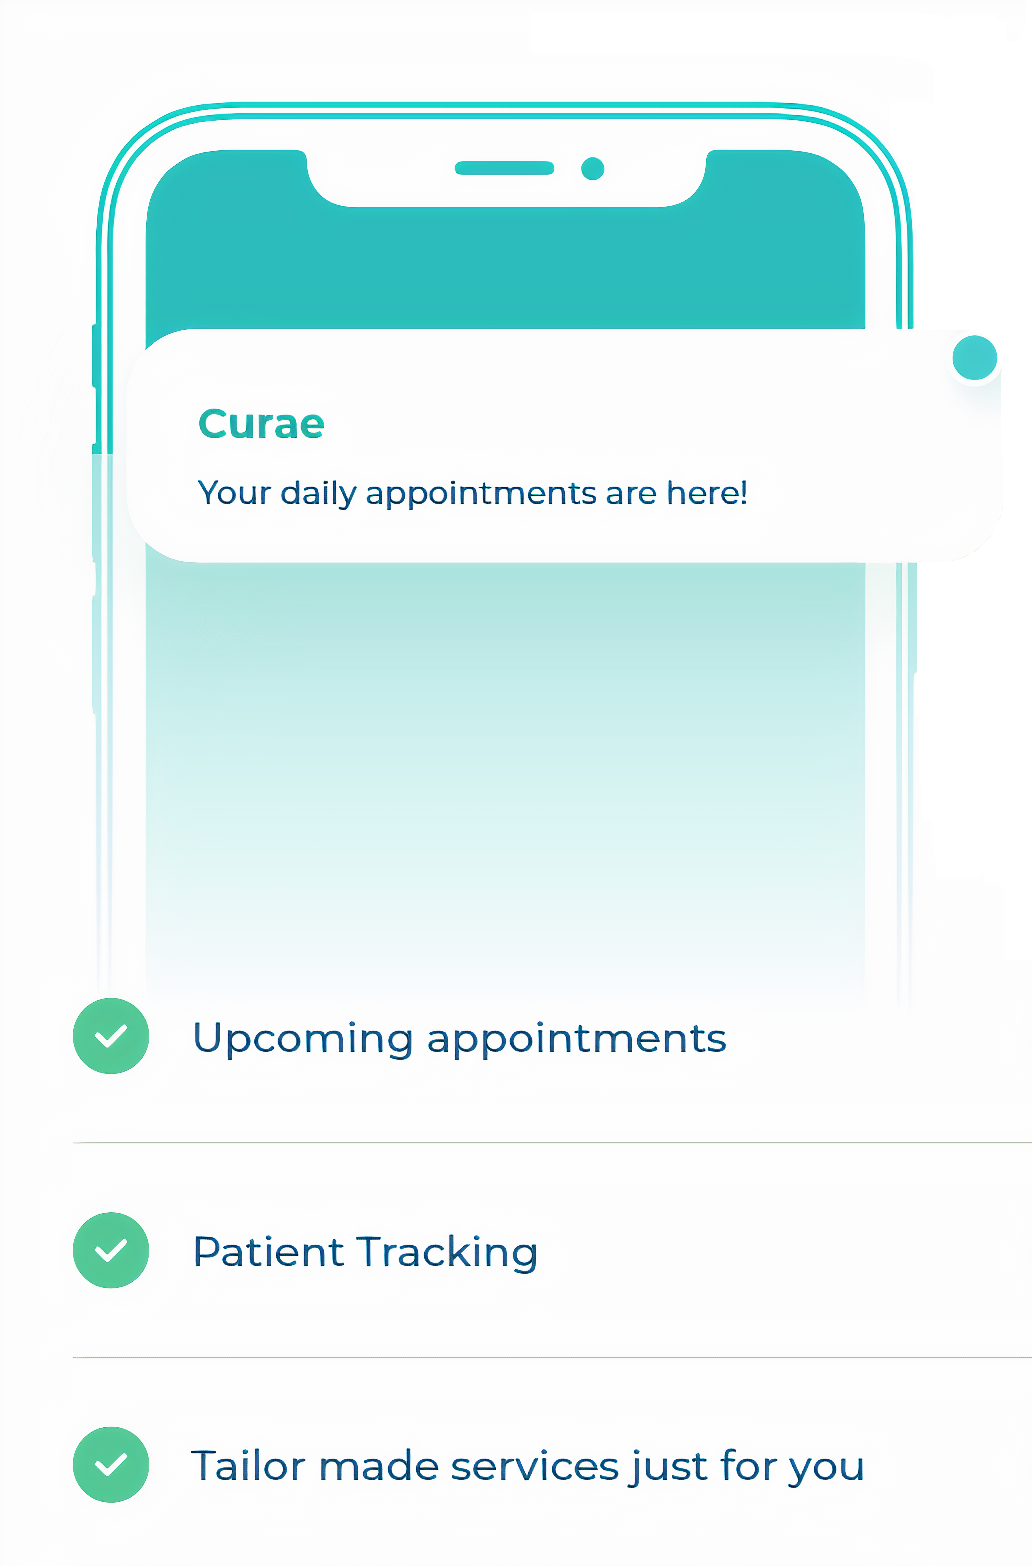 Curae
Your daily appointments are here!
Upcoming appointments
Patient Tracking
Tailor made services just for you